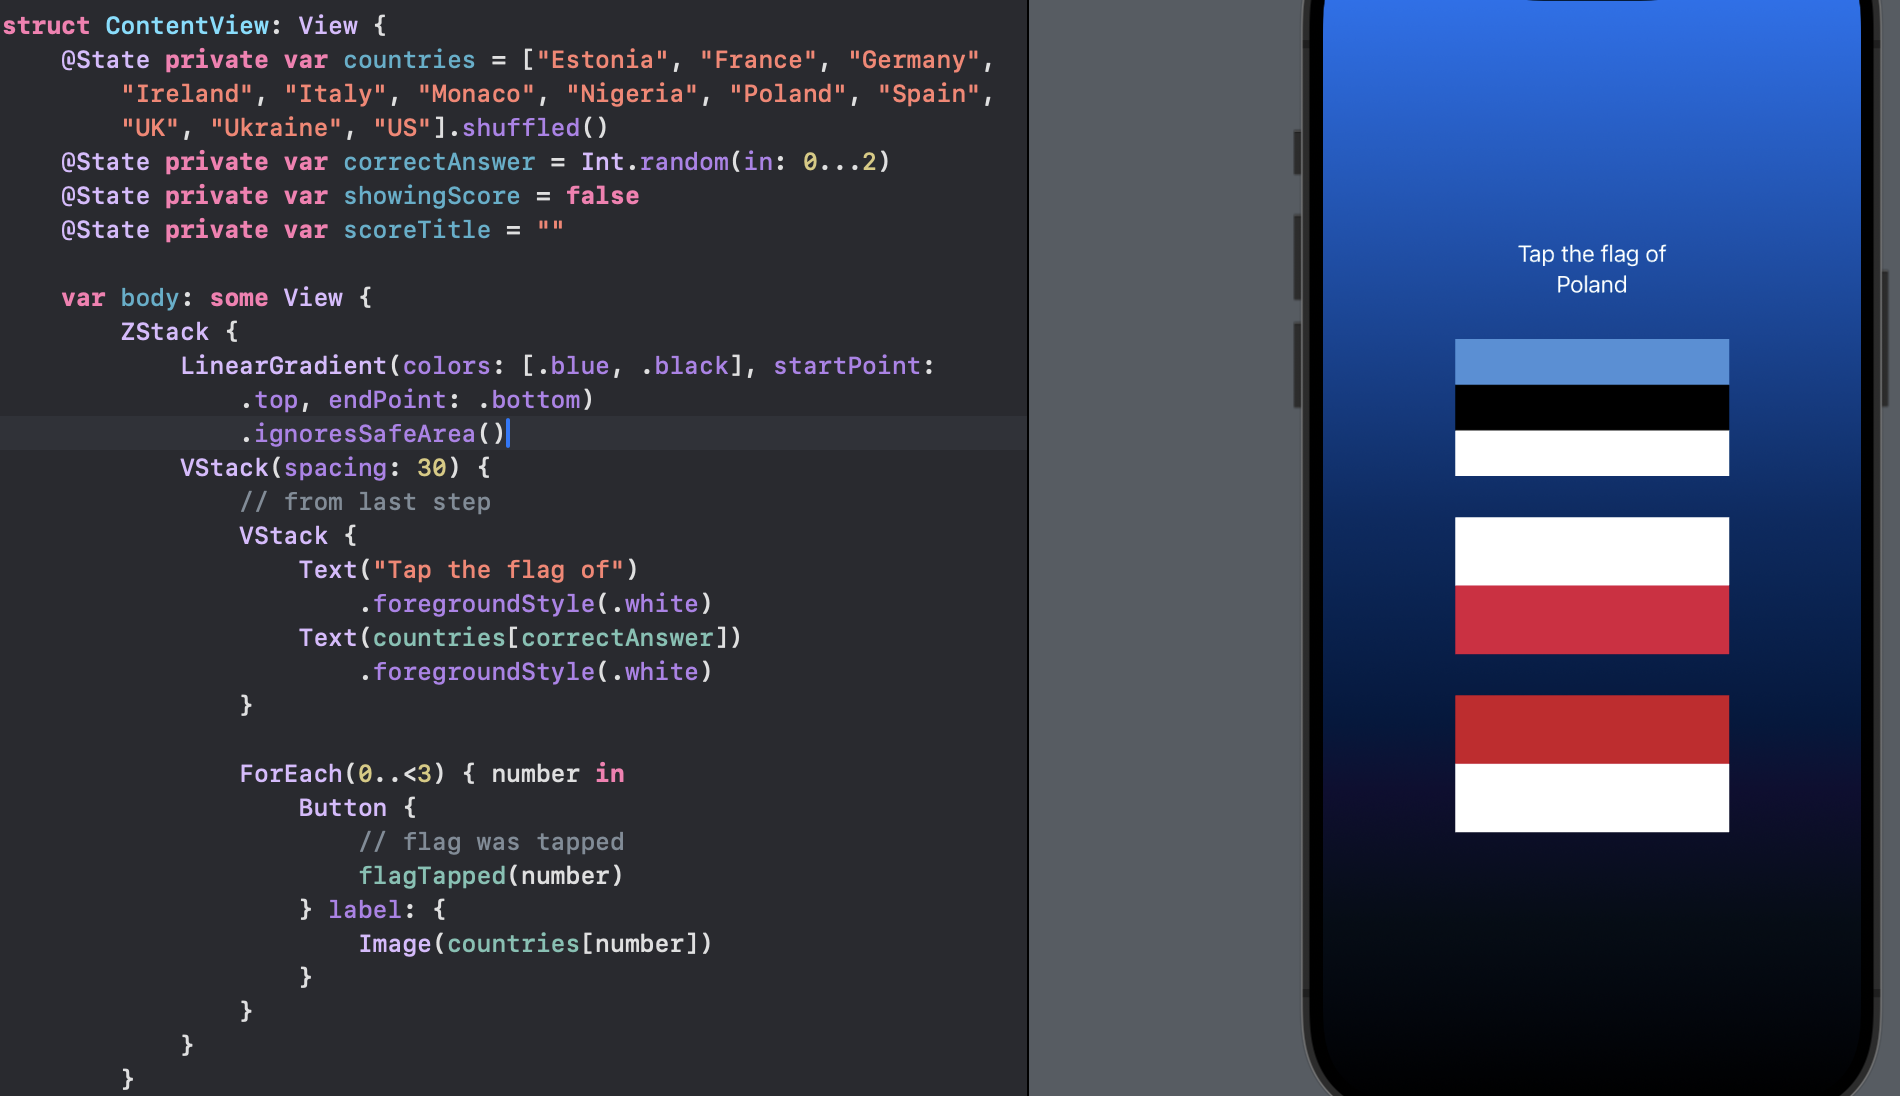 struct ContentView: View {
@State private var countries = ["Estonia", "France", "Germany",
"Ireland", "Italy", "Monaco", "Nigeria", "Poland", "Spain",
"UK", "Ukraine", "US"].shuffled()
@State private var correctAnswer = Int.random(in: 0...2)
@State private var showingScore = false
@State private var scoreTitle = ""
var body: some View {
ZStack {
LinearGradient(colors: [.blue, .black], startPoint:
.top, endPoint: .bottom)
.ignoresSafeArea()
VStack(spacing: 30) {
// from last step
VStack {
Text("Tap the flag of")
.foregroundStyle(.white)
Text(countries[correctAnswer])
.foregroundStyle(.white)
}
ForEach(0..<3) { number in
Button {
// flag was tapped
flagTapped(number)
} label: {
Image(countries[number])
}
}
}
}
Tap the flag of
Poland